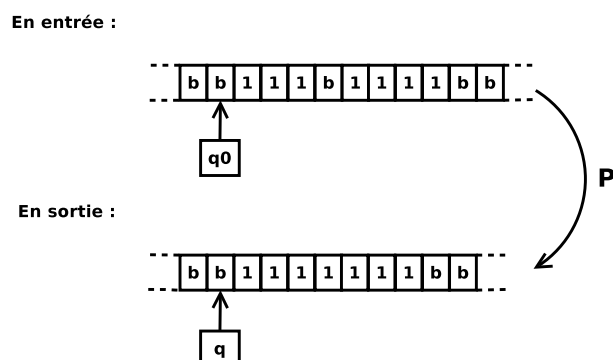 En entrée :
b b 1 1 1 b 1 1 1 1 b b
q0
P
En sortie :
b b 1 1 1 1 1 1 1 b b
q